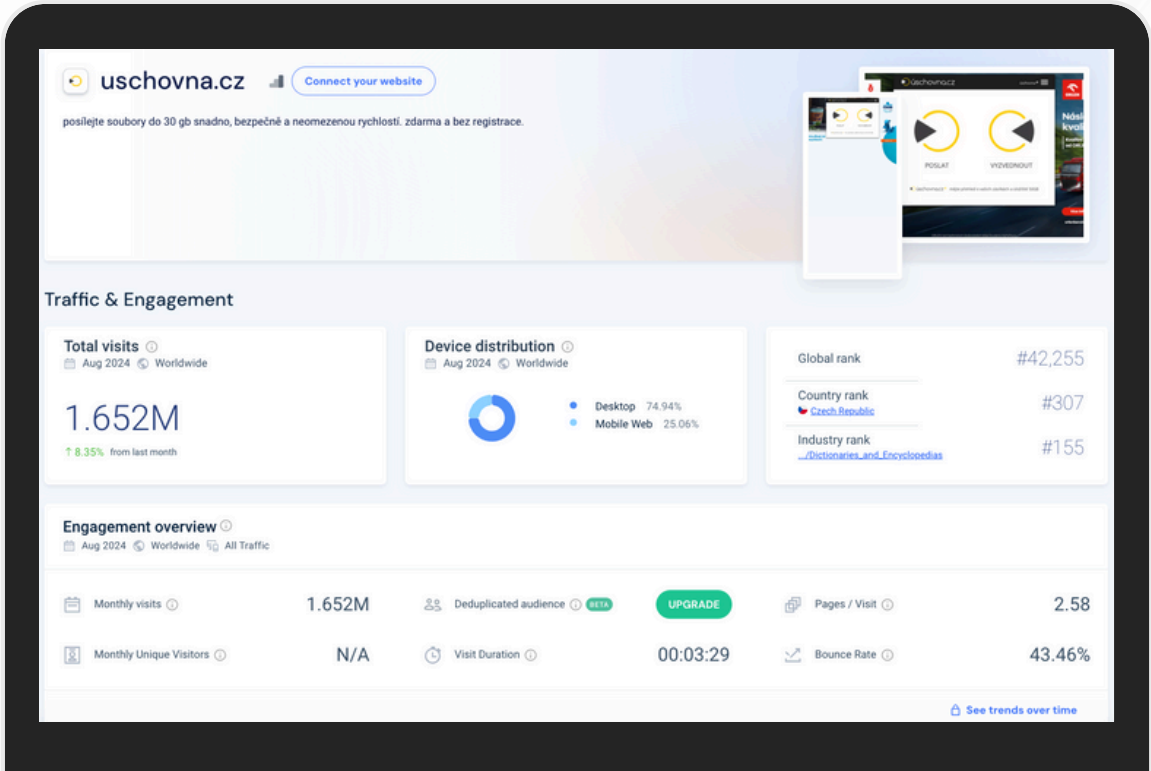 uschovna.cz
Connect your website
posílejte soubory do 30 gb snadno, bezpečně a neomezenou rychlostí. zdarma a bez registrace.
úschovna.cz
POSLAT
VYZVEDNOUT
ORLEN
Traffic & Engagement
Total visits
Aug 2024 Worldwide
1.652M
↑ 8.35% from last month
Device distribution
Aug 2024 Worldwide
Desktop 74.94%
Mobile Web 25.06%
Global rank #42,255
Country rank #307
Czech Republic
Industry rank #155
.../Dictionaries_and_Encyclopedias
Engagement overview
Aug 2024 Worldwide All Traffic
Monthly visits 1.652M
Deduplicated audience BETA UPGRADE
Pages / Visit 2.58
Monthly Unique Visitors N/A
Visit Duration 00:03:29
Bounce Rate 43.46%
See trends over time